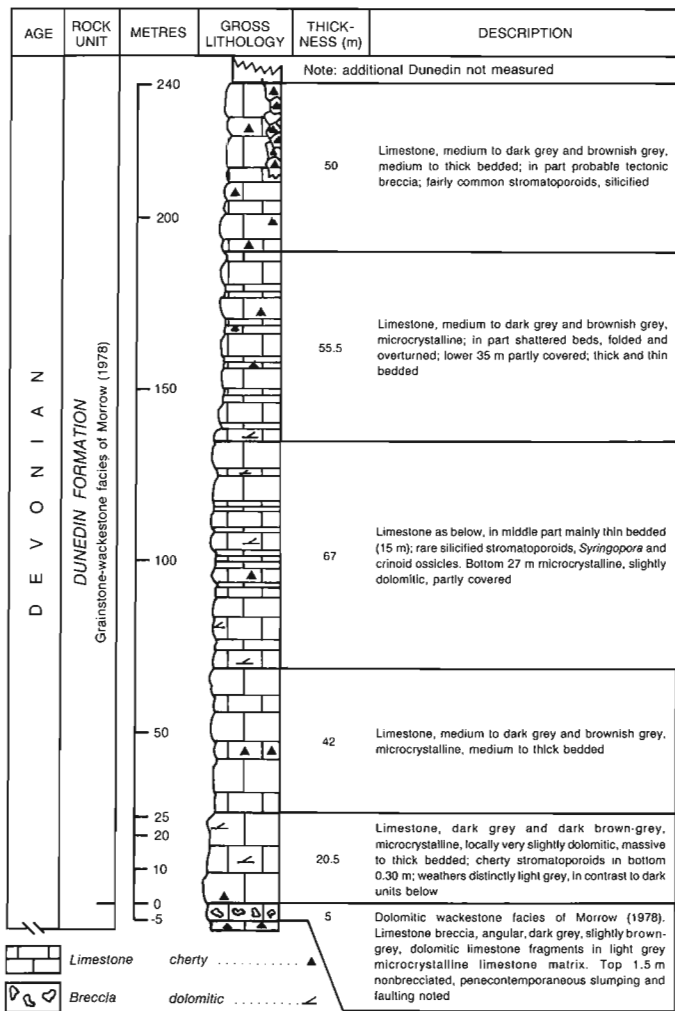 AGE
ROCK
UNIT
METRES
GROSS
LITHOLOGY
THICK-
NESS (m)
DESCRIPTION
Note: additional Dunedin not measured
DEVONIAN
DUNEDIN FORMATION
Grainstone-wackestone facies of Morrow (1978)
240
200
150
100
50
25
20
10
0
-5
50
Limestone, medium to dark grey and brownish grey,
medium to thick bedded; in part probable tectonic
breccia; fairly common stromatoporoids, silicified
55.5
Limestone, medium to dark grey and brownish grey,
microcrystalline; in part shattered beds, folded and
overturned; lower 35 m partly covered; thick and thin
bedded
67
Limestone as below, in middle part mainly thin bedded
(15 m); rare silicified stromatoporoids, Syringopora and
crinoid ossicles. Bottom 27 m microcrystalline, slightly
dolomitic, partly covered
42
Limestone, medium to dark grey and brownish grey,
microcrystalline, medium to thick bedded
20.5
Limestone, dark grey and dark brown-grey,
microcrystalline, locally very slightly dolomitic, massive
to thick bedded; cherty stromatoporoids in bottom
0.30 m; weathers distinctly light grey, in contrast to dark
units below
5
Dolomitic wackestone facies of Morrow (1978).
Limestone breccia, angular, dark grey, slightly brown-
grey, dolomitic limestone fragments in light grey
microcrystalline limestone matrix. Top 1.5 m
nonbrecciated, penecontemporaneous slumping and
faulting noted
Limestone
cherty ..........
Breccia
dolomitic ......